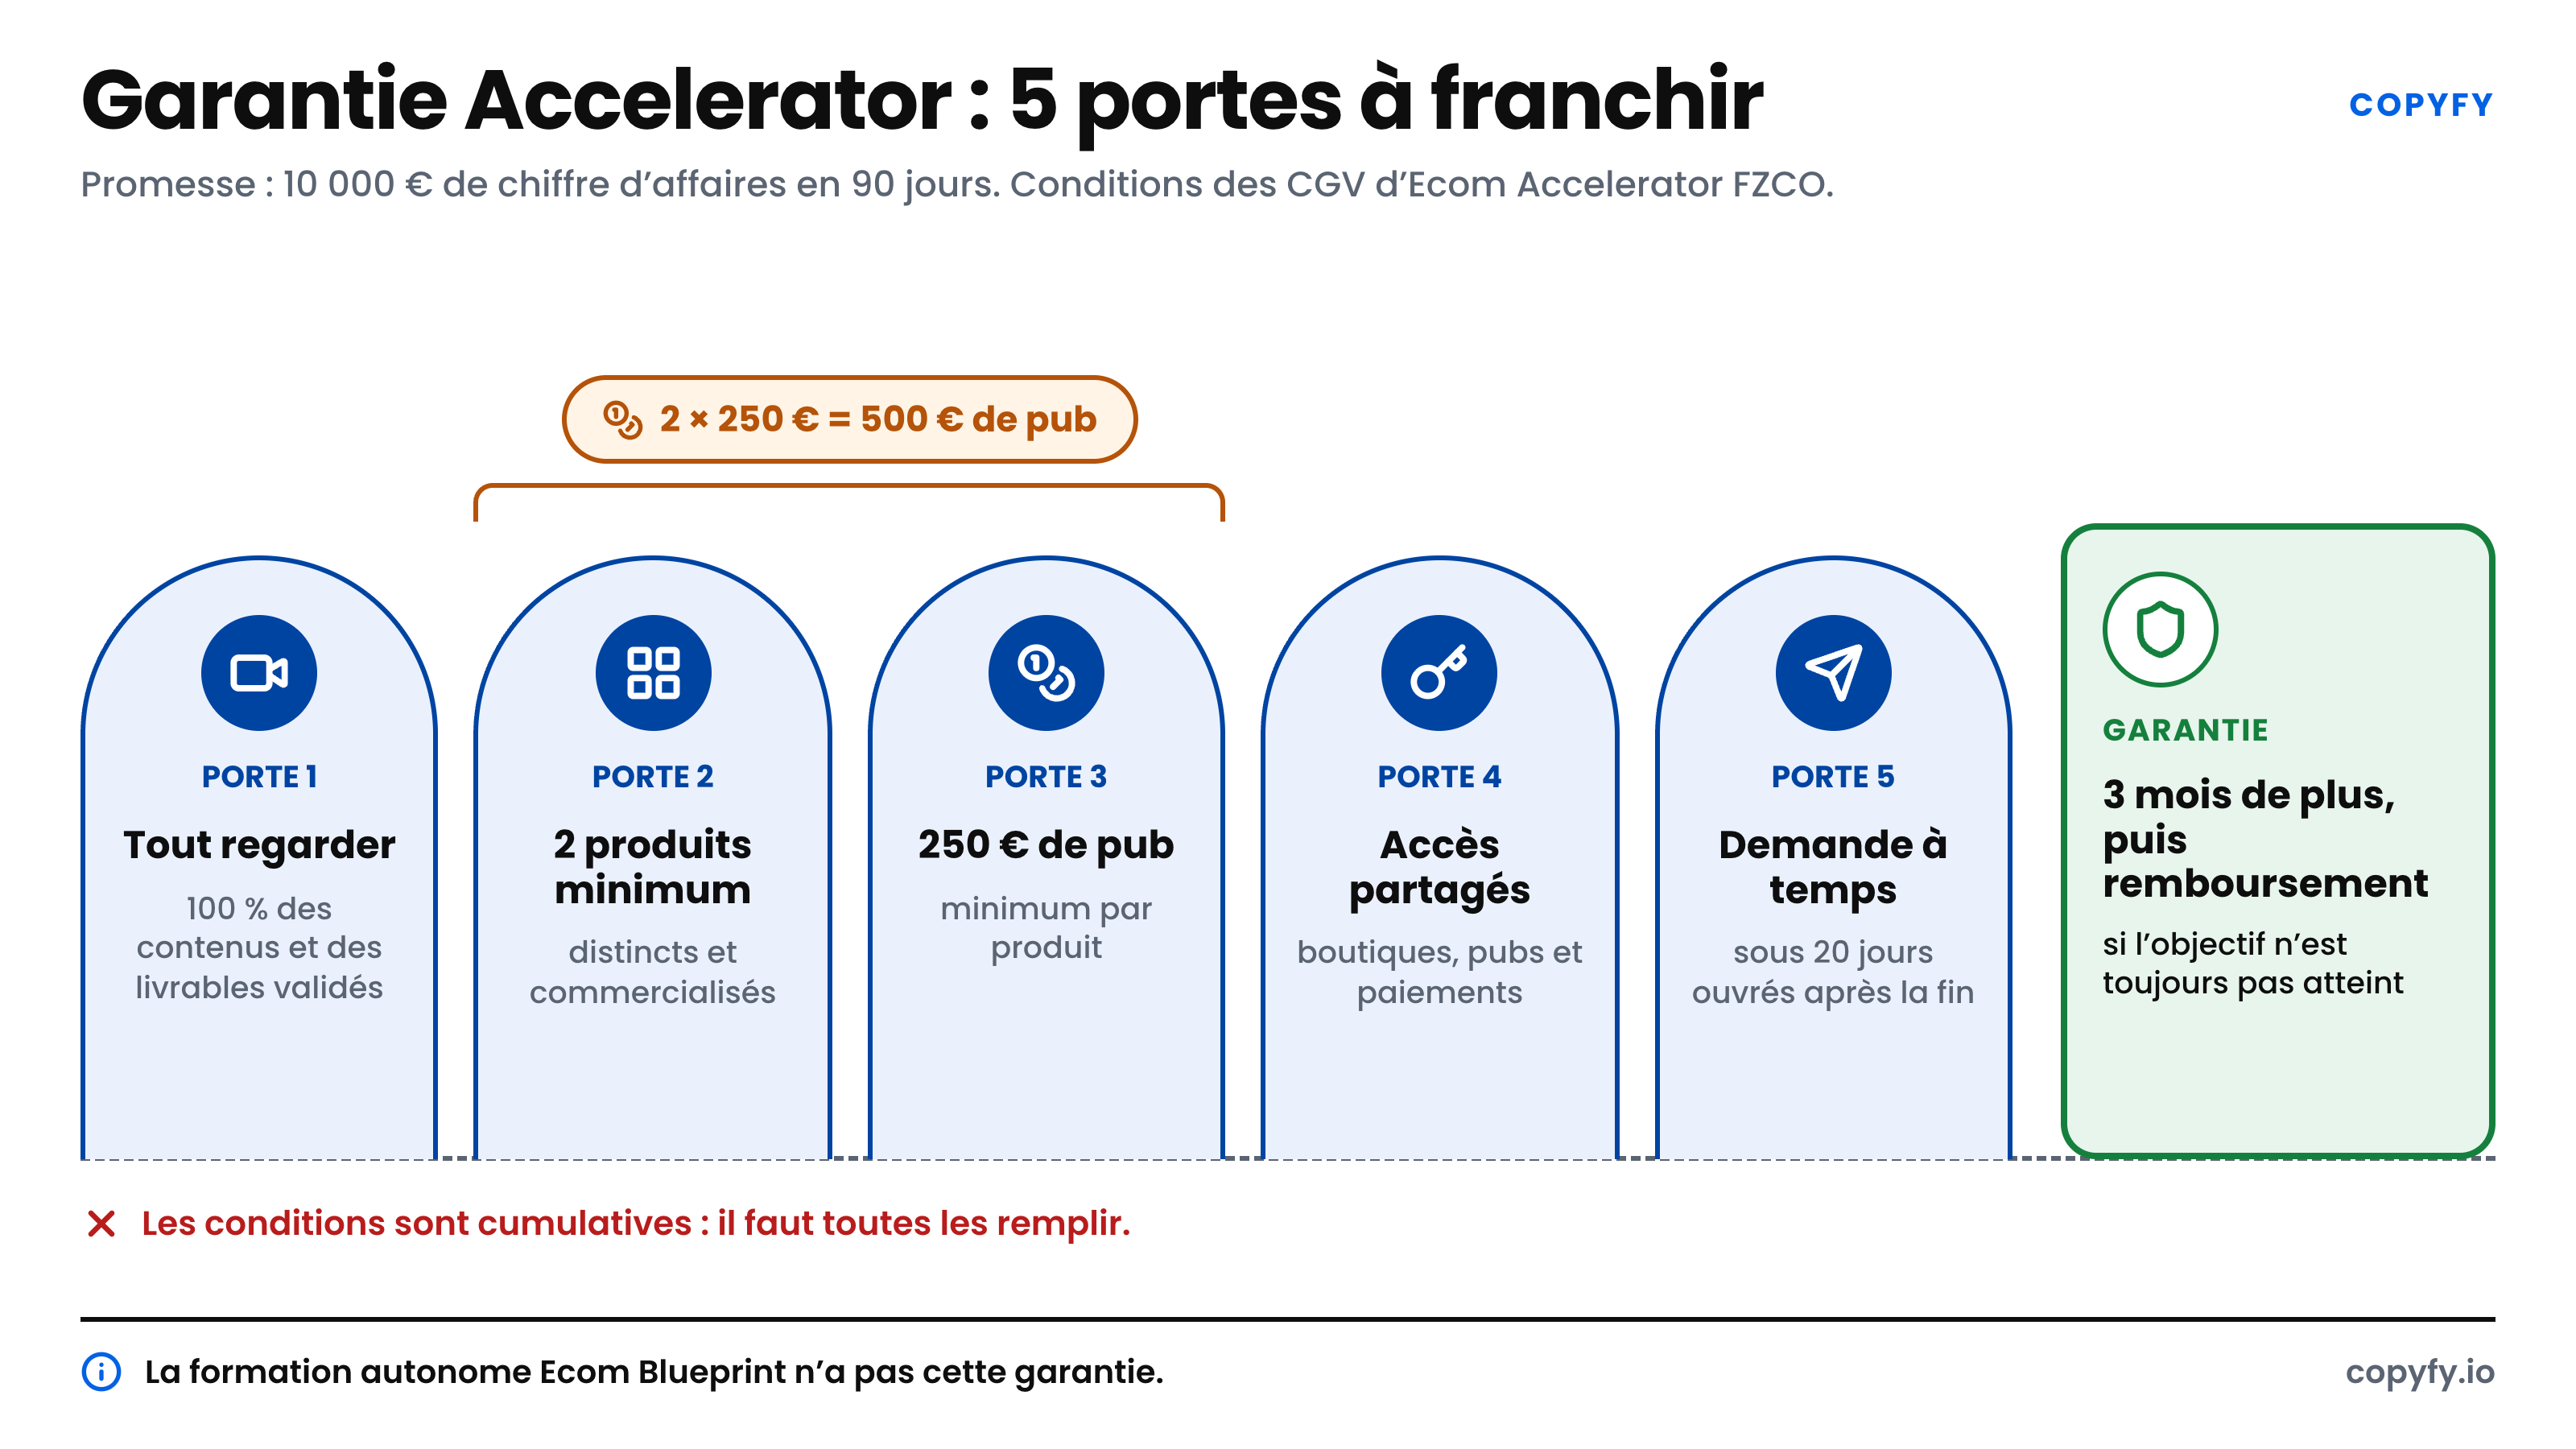 Garantie Accelerator : 5 portes à franchir
COPYFY
Promesse : 10 000 € de chiffre d’affaires en 90 jours. Conditions des CGV d’Ecom Accelerator FZCO.
2 × 250 € = 500 € de pub
PORTE 1
Tout regarder
100 % des
contenus et des
livrables validés
PORTE 2
2 produits
minimum
distincts et
commercialisés
PORTE 3
250 € de pub
minimum par
produit
PORTE 4
Accès
partagés
boutiques, pubs et
paiements
PORTE 5
Demande à
temps
sous 20 jours
ouvrés après la fin
GARANTIE
3 mois de plus,
puis
remboursement
si l’objectif n’est
toujours pas atteint
Les conditions sont cumulatives : il faut toutes les remplir.
La formation autonome Ecom Blueprint n’a pas cette garantie.
copyfy.io